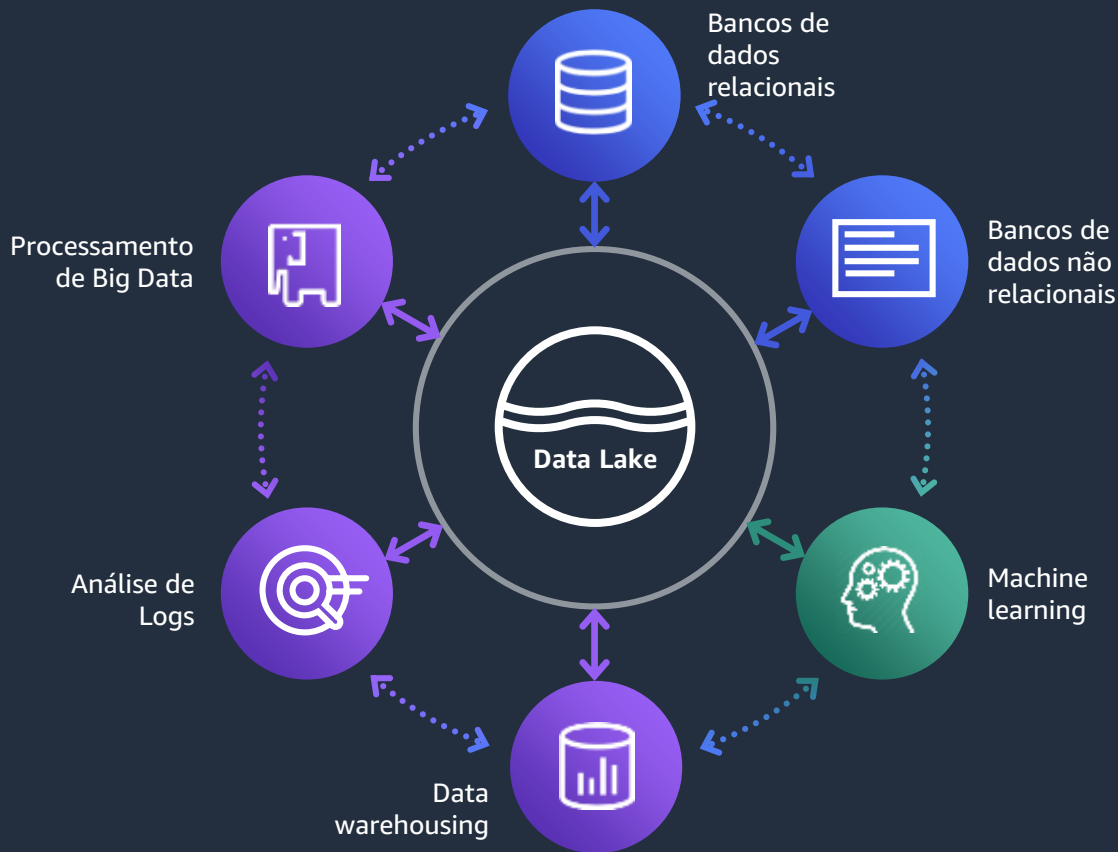 Bancos de
dados
relacionais
Processamento
de Big Data
Bancos de
dados não
relacionais
Data Lake
Análise de
Logs
Machine
learning
Data
warehousing